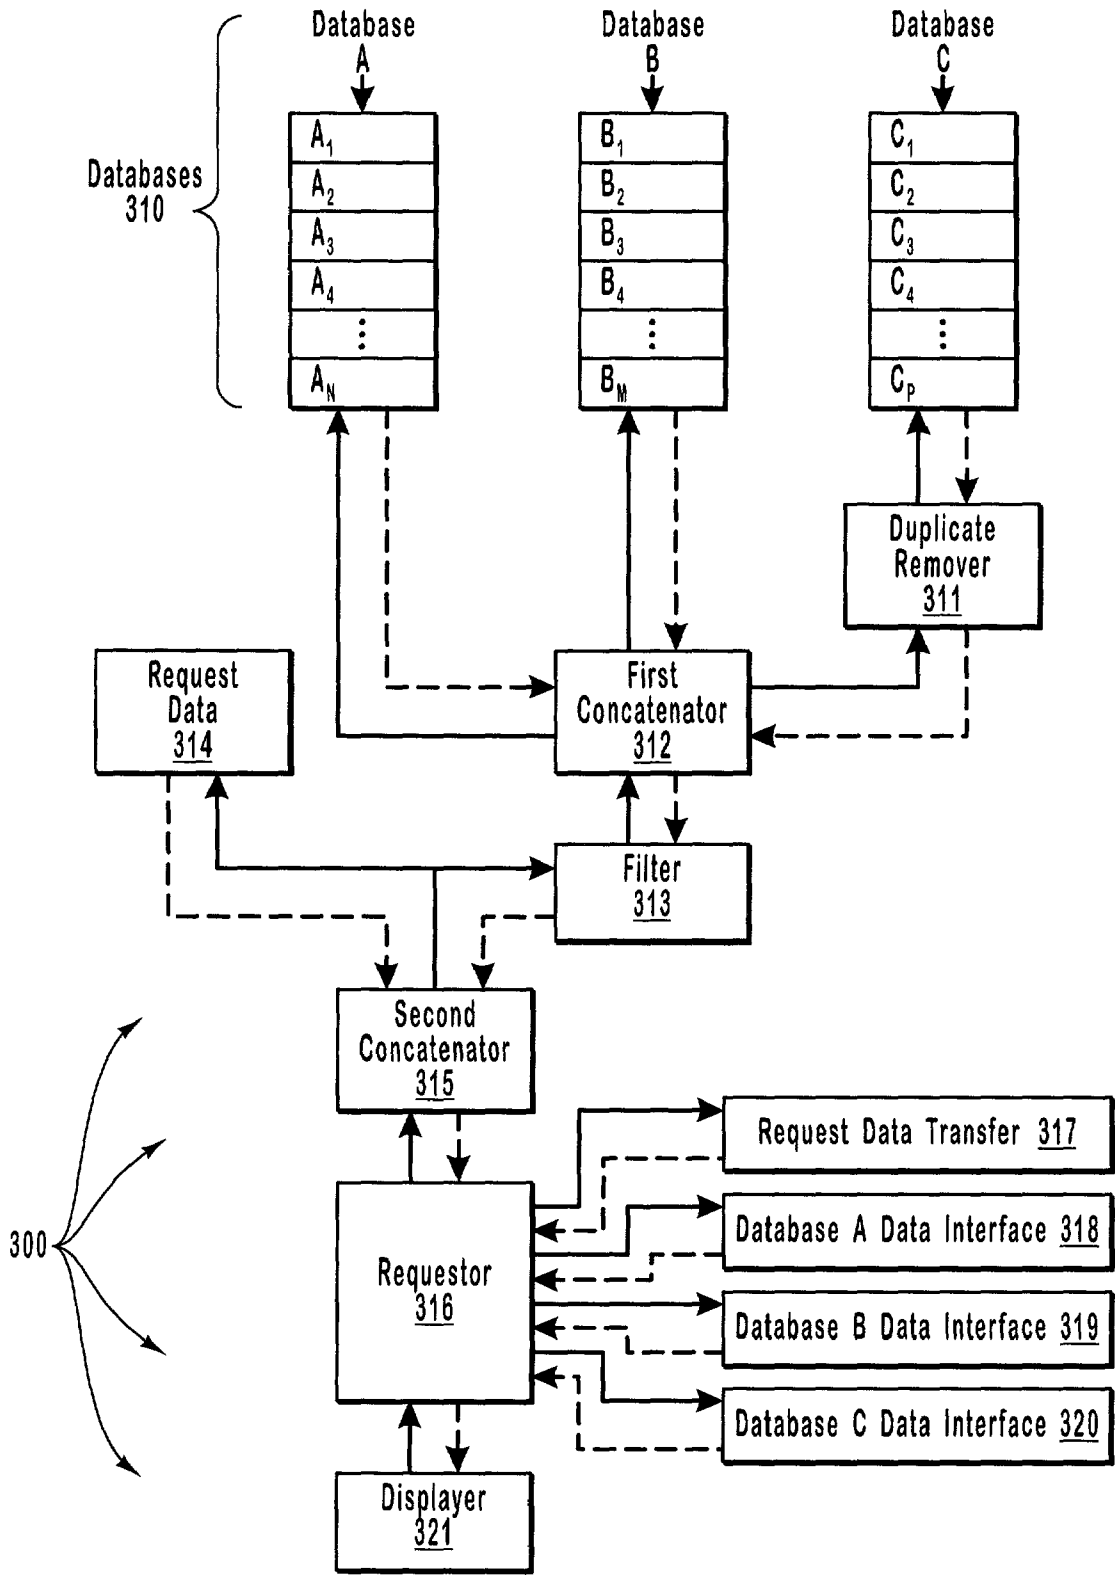 Database
A
Database
B
Database
C
Databases
310
A1
A2
A3
A4
⋮
AN
B1
B2
B3
B4
⋮
BM
C1
C2
C3
C4
⋮
CP
Duplicate
Remover
311
Request
Data
314
First
Concatenator
312
Filter
313
Second
Concatenator
315
300
Requestor
316
Request Data Transfer 317
Database A Data Interface 318
Database B Data Interface 319
Database C Data Interface 320
Displayer
321